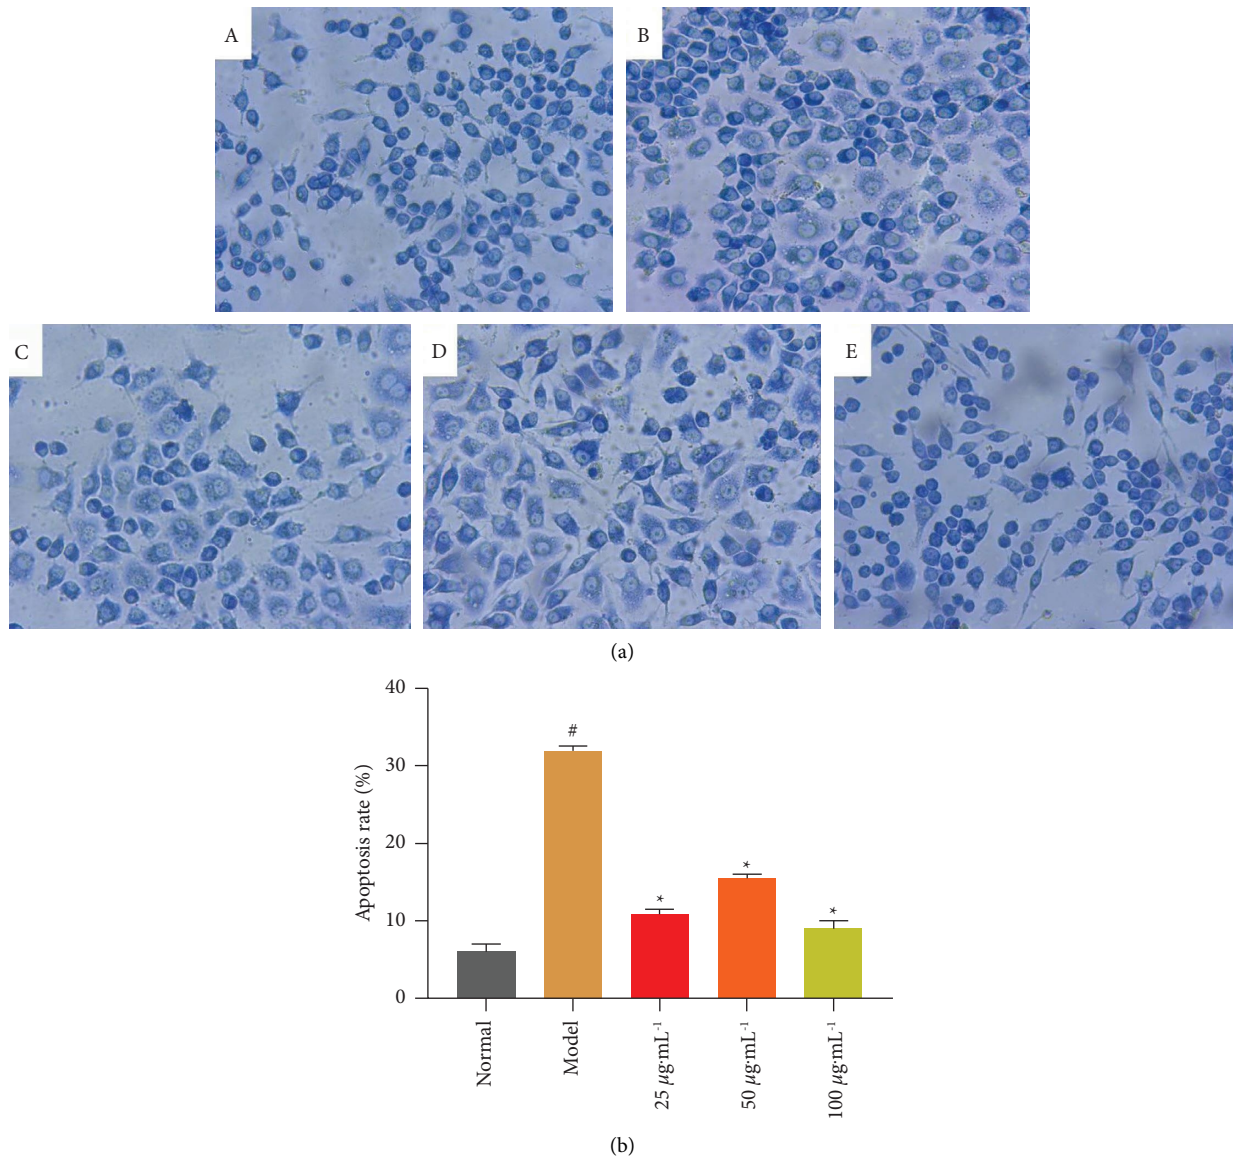 A
B
C
D
E
(a)
40
30
20
10
0
Apoptosis rate (%)
#
*
*
*
Normal
Model
25 µg·mL⁻¹
50 µg·mL⁻¹
100 µg·mL⁻¹
(b)